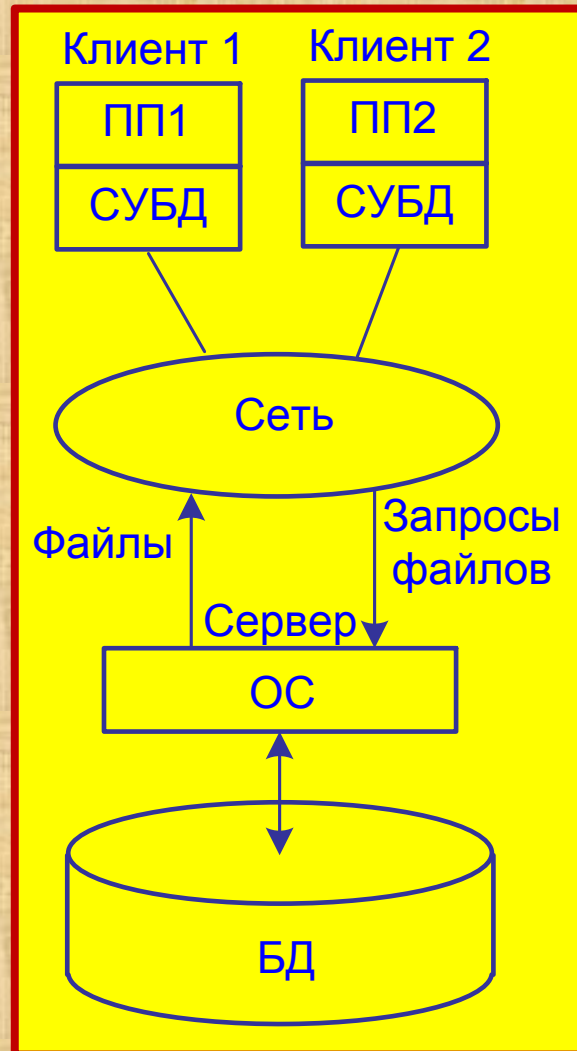 Клиент 1
Клиент 2
ПП1
ПП2
СУБД
СУБД
Сеть
Файлы
Запросы
файлов
Сервер
ОС
БД